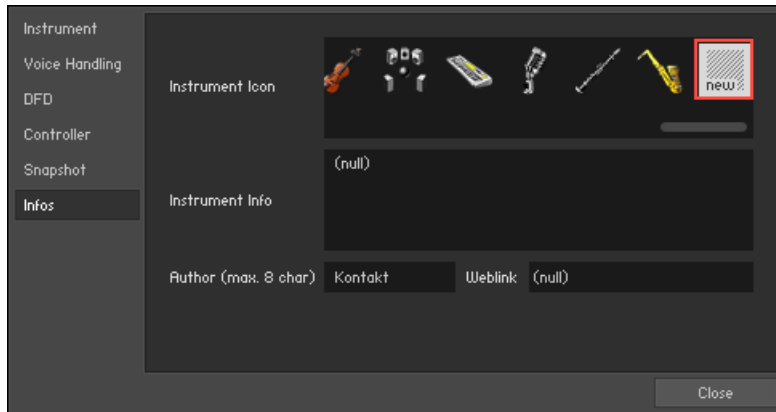 Instrument
Voice Handling
DFD
Controller
Snapshot
Infos
Instrument Icon
new
(null)
Instrument Info
Author (max. 8 char) Kontakt Weblink (null)
Close